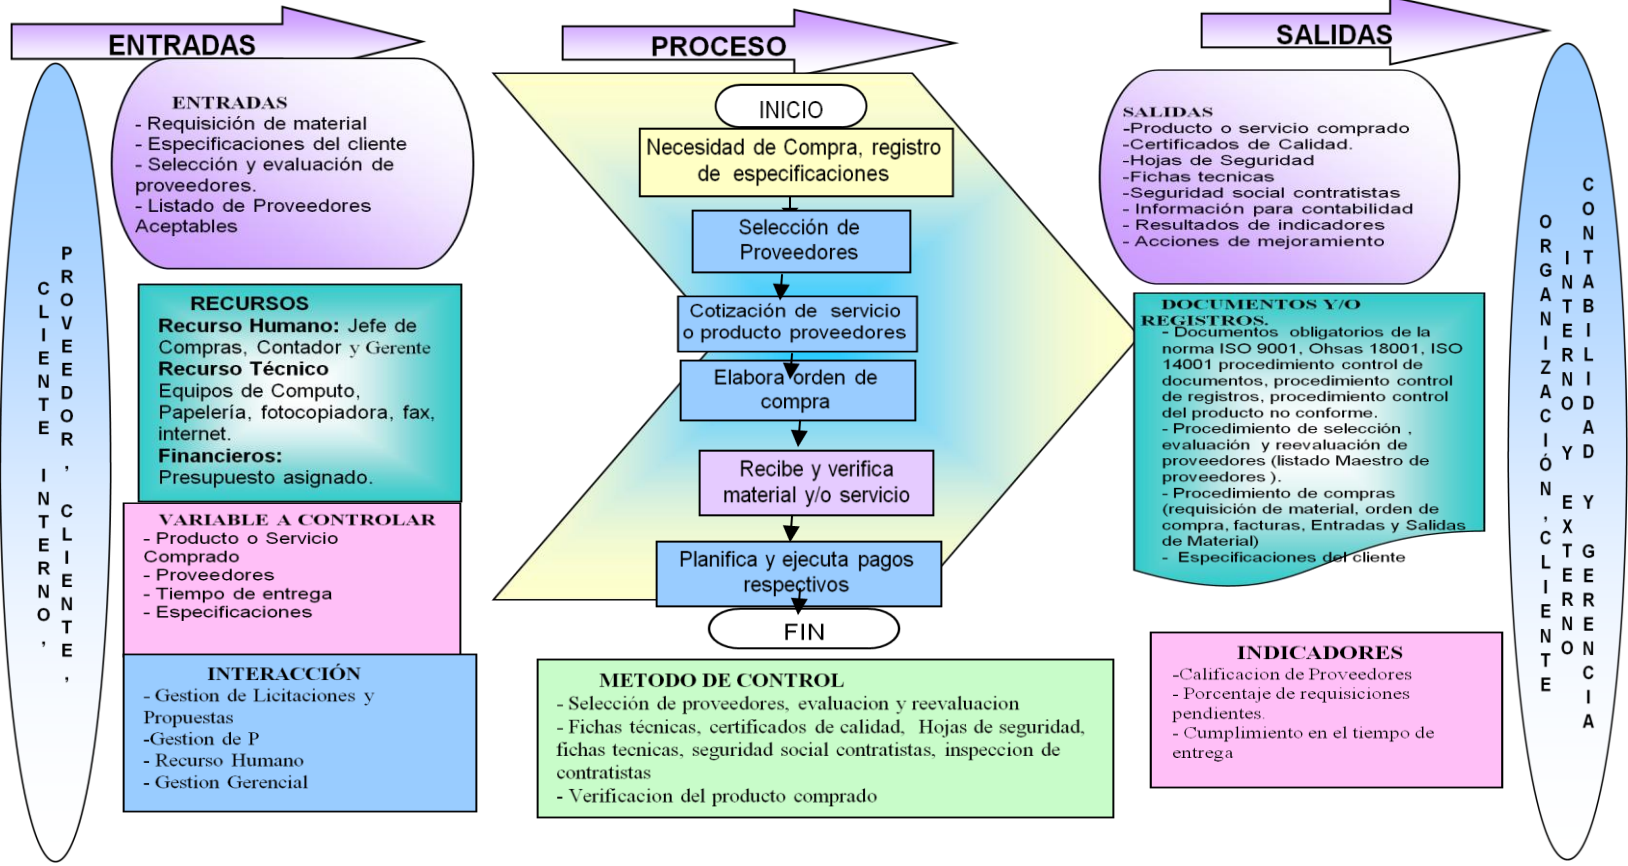 ENTRADAS
PROCESO
SALIDAS
PROVEEDOR, CLIENTE,
CLIENTE INTERNO,
ENTRADAS
- Requisición de material
- Especificaciones del cliente
- Selección y evaluación de
proveedores.
- Listado de Proveedores
Aceptables
RECURSOS
Recurso Humano: Jefe de
Compras, Contador y Gerente
Recurso Técnico
Equipos de Computo,
Papelería, fotocopiadora, fax,
internet.
Financieros:
Presupuesto asignado.
VARIABLE A CONTROLAR
- Producto o Servicio
Comprado
- Proveedores
- Tiempo de entrega
- Especificaciones
INTERACCIÓN
- Gestion de Licitaciones y
Propuestas
-Gestion de P
- Recurso Humano
- Gestion Gerencial
INICIO
Necesidad de Compra, registro
de especificaciones
Selección de
Proveedores
Cotización de servicio
o producto proveedores
Elabora orden de
compra
Recibe y verifica
material y/o servicio
Planifica y ejecuta pagos
respectivos
FIN
METODO DE CONTROL
- Selección de proveedores, evaluacion y reevaluacion
- Fichas técnicas, certificados de calidad, Hojas de seguridad,
fichas tecnicas, seguridad social contratistas, inspeccion de
contratistas
- Verificacion del producto comprado
SALIDAS
-Producto o servicio comprado
-Certificados de Calidad.
-Hojas de Seguridad
-Fichas tecnicas
-Seguridad social contratistas
- Información para contabilidad
- Resultados de indicadores
- Acciones de mejoramiento
DOCUMENTOS Y/O
REGISTROS.
- Documentos obligatorios de la
norma ISO 9001, Ohsas 18001, ISO
14001 procedimiento control de
documentos, procedimiento control
de registros, procedimiento control
del producto no conforme.
- Procedimiento de selección ,
evaluación y reevaluación de
proveedores (listado Maestro de
proveedores ).
- Procedimiento de compras
(requisición de material, orden de
compra, facturas, Entradas y Salidas
de Material)
- Especificaciones del cliente
INDICADORES
-Calificacion de Proveedores
- Porcentaje de requisiciones
pendientes.
- Cumplimiento en el tiempo de
entrega
ORGANIZACIÓN,CLIENTE
INTERNO Y EXTERNO
CONTABILIDAD Y GERENCIA